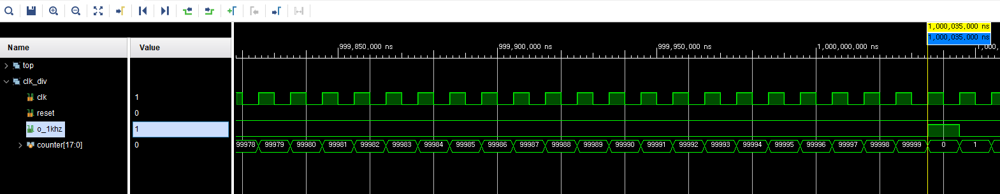 1,000,035.000 ns
1,000,035.000 ns
Name Value
999,850.000 ns 999,900.000 ns 999,950.000 ns 1,000,000.000 ns 1,000,
top
clk_div
clk 1
reset 0
o_1khz 1
counter[17:0] 0
99978 99979 99980 99981 99982 99983 99984 99985 99986 99987 99988 99989 99990 99991 99992 99993 99994 99995 99996 99997 99998 99999 0 1